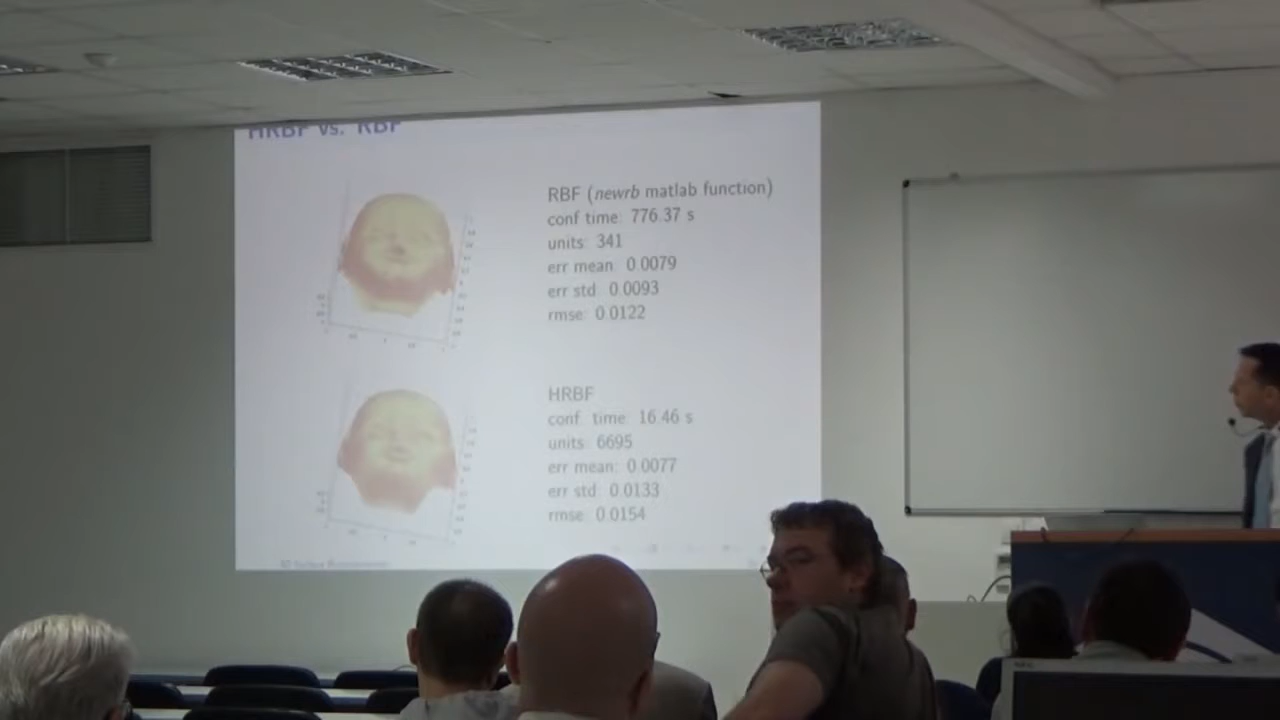 HRBF vs. RBF
RBF (newrb matlab function)
conf time: 776.37 s
units: 341
err mean: 0.0079
err std: 0.0093
rmse: 0.0122
HRBF
conf. time: 16.46 s
units: 6695
err mean: 0.0077
err std: 0.0133
rmse: 0.0154